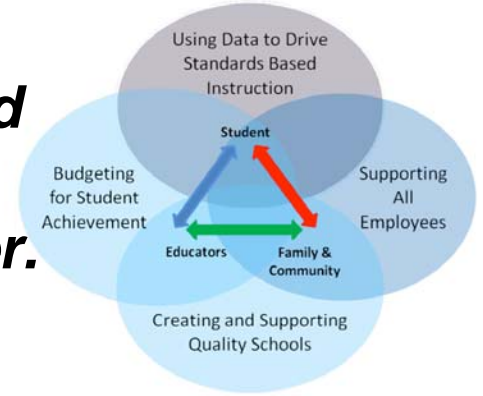 Using Data to Drive
Standards Based
Instruction
Student
Budgeting
for Student
Achievement
Supporting
All
Employees
Educators
Family &
Community
Creating and Supporting
Quality Schools